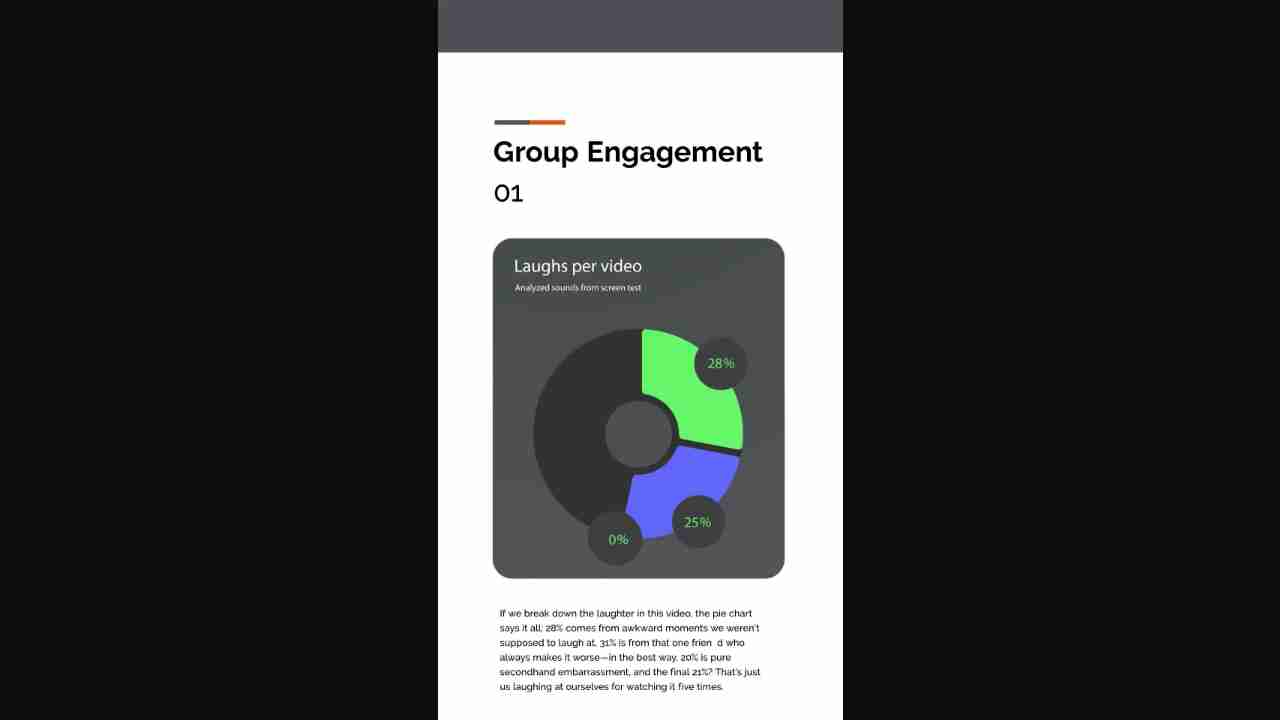 Group Engagement
01
Laughs per video
Analyzed sounds from screen test
28%
25%
0%
If we break down the laughter in this video, the pie chart
says it all, 28% comes from awkward moments we weren't
supposed to laugh at, 31% is from that one frien d who
always makes it worse—in the best way, 20% is pure
secondhand embarrassment, and the final 21%? That's just
us laughing at ourselves for watching it five times.